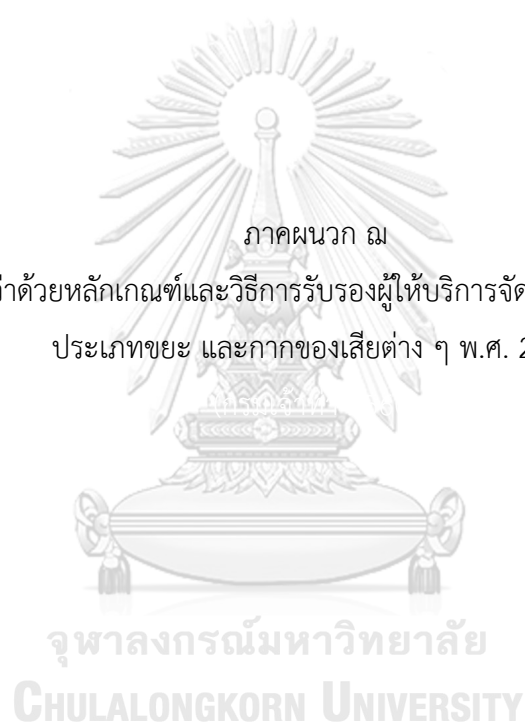 ภาคผนวก ฌ
ว่าด้วยหลักเกณฑ์และวิธีการรับรองผู้ให้บริการจัด
ประเภทขยะ และกากของเสียต่าง ๆ พ.ศ. 2
จุฬาลงกรณ์มหาวิทยาลัย
CHULALONGKORN UNIVERSITY